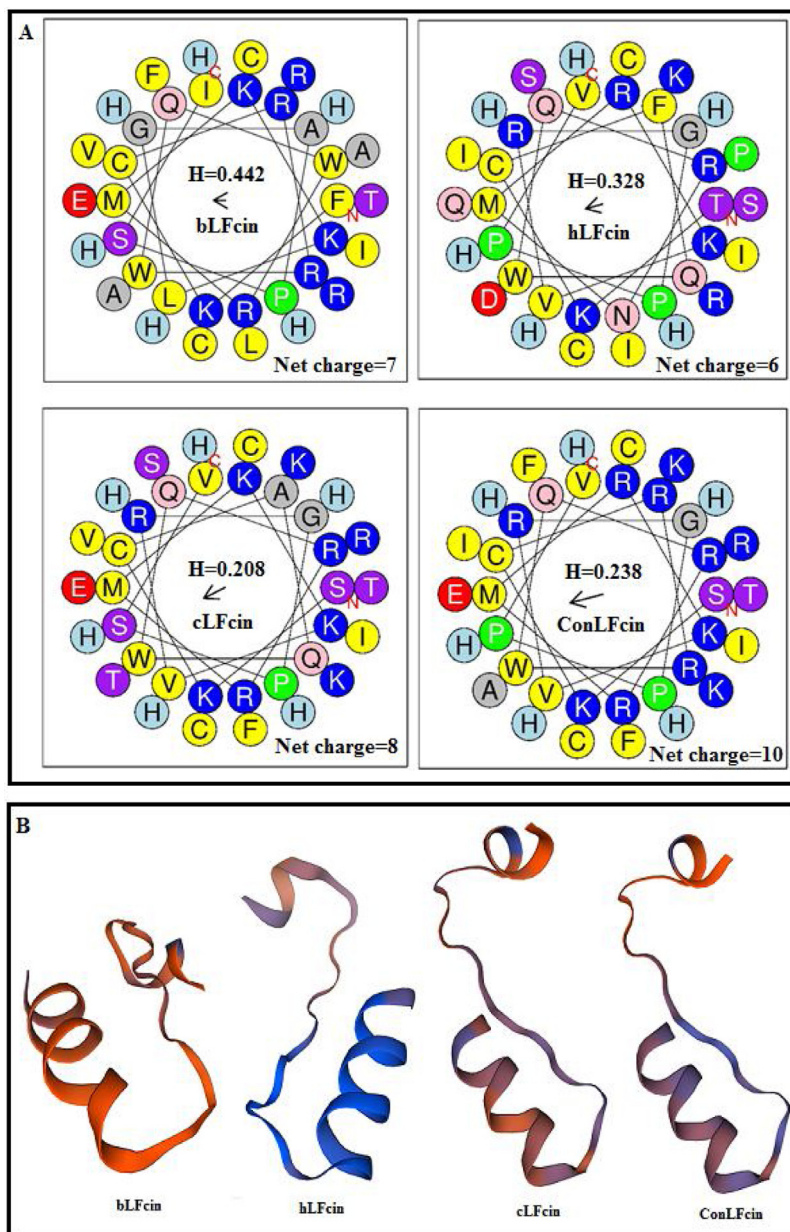 A
H C
F C R
Q I K R
H G A H
V C W A
H=0.442
E M F T
N
bLFcin
H S K I
W R
A L P R
H K R H
C L
Net charge=7
H C
S C K
Q V R F
H R G H
I C R P
H=0.328
Q M T S
N
hLFcin
H P K I
W Q
D V P R
H K N H
C I
Net charge=6
H C
S C K
Q V K A
H R G H
V C R R
H=0.208
E M S T
N
cLFcin
H S K I
W Q
T V P K
H K R H
C F
Net charge=8
H C
F C K
Q V R R
H R G H
I C R R
H=0.238
E M S T
N
ConLFcin
H P K I
W R
A V P K
H K R H
C F
Net charge=10
B
bLFcin
hLFcin
cLFcin
ConLFcin